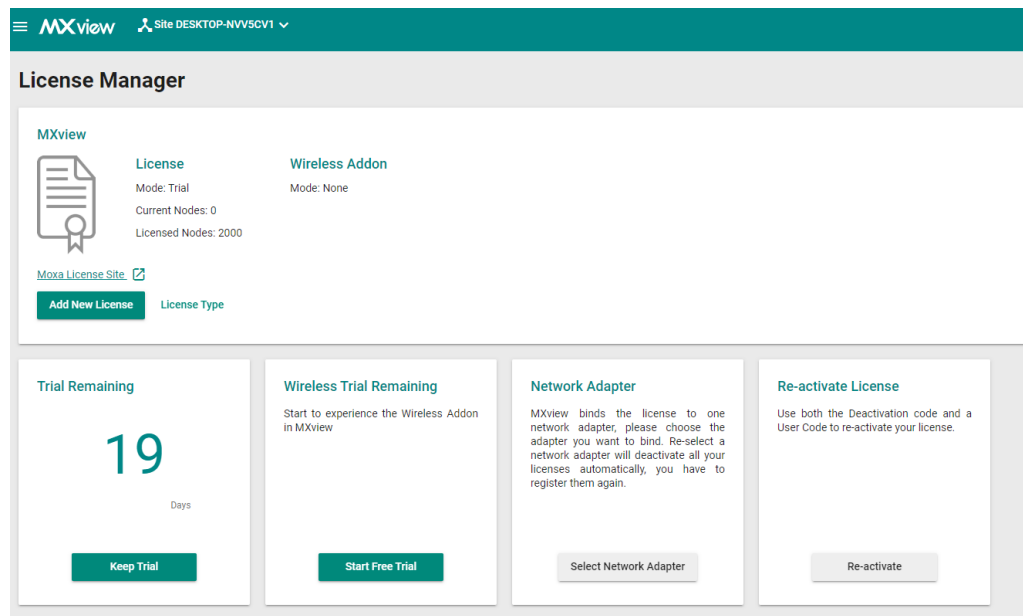 MXview Site DESKTOP-NVV5CV1
License Manager
MXview
License
Mode: Trial
Current Nodes: 0
Licensed Nodes: 2000
Wireless Addon
Mode: None
Moxa License Site
Add New License
License Type
Trial Remaining
19
Days
Keep Trial
Wireless Trial Remaining
Start to experience the Wireless Addon
in MXview
Start Free Trial
Network Adapter
MXview binds the license to one
network adapter, please choose the
adapter you want to bind. Re-select a
network adapter will deactivate all your
licenses automatically, you have to
register them again.
Select Network Adapter
Re-activate License
Use both the Deactivation code and a
User Code to re-activate your license.
Re-activate